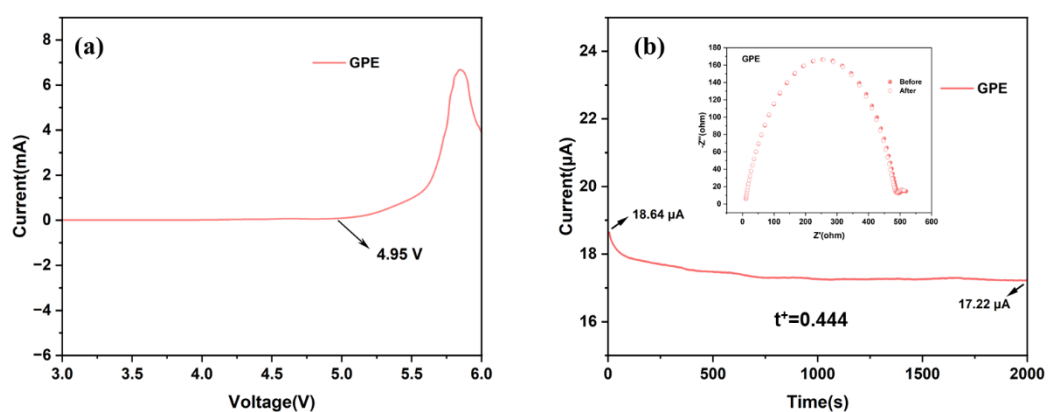 (a)
GPE
4.95 V
8
6
4
2
0
−2
−4
−6
3.0 3.5 4.0 4.5 5.0 5.5 6.0
Current(mA)
Voltage(V)
(b)
GPE
18.64 μA
17.22 μA
t⁺=0.444
24
22
20
18
16
0 500 1000 1500 2000
Current(μA)
Time(s)
GPE
Before
After
180
160
140
120
100
80
60
40
20
0
0 100 200 300 400 500 600
-Z''(ohm)
Z'(ohm)